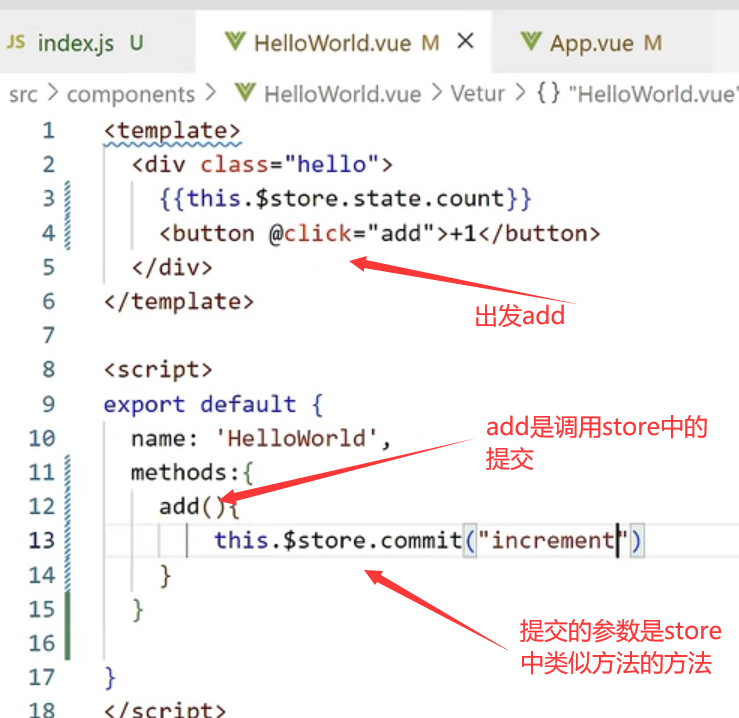 JS index.js U HelloWorld.vue M × App.vue M
src > components > HelloWorld.vue > Vetur > {} "HelloWorld.vue"
1 <template>
2 <div class="hello">
3 {{this.$store.state.count}}
4 <button @click="add">+1</button>
5 </div>
6 </template>
出发add
7
8 <script>
9 export default {
10 name: 'HelloWorld',
add是调用store中的
提交
11 methods:{
12 add(){
13 this.$store.commit("increment")
14 }
15 }
提交的参数是store
中类似方法的方法
16
17 }
18 </script>